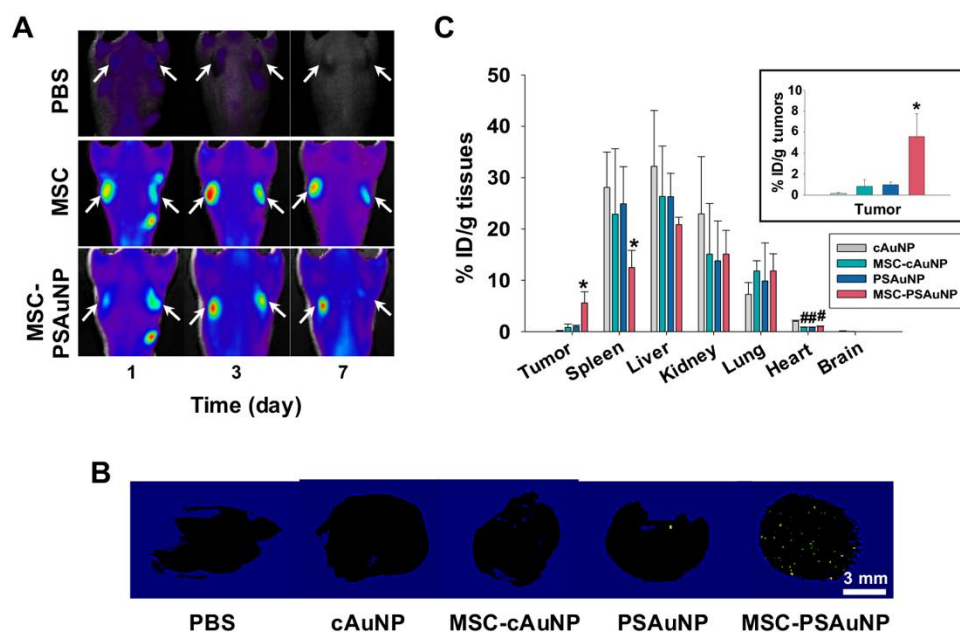 A
PBS
MSC
MSC-
PSAuNP
1 3 7
Time (day)
C
% ID/g tissues
50
40
30
20
10
0
Tumor Spleen Liver Kidney Lung Heart Brain
*
*
###
% ID/g tumors
10
8
6
4
2
0
*
Tumor
cAuNP
MSC-cAuNP
PSAuNP
MSC-PSAuNP
B
3 mm
PBS cAuNP MSC-cAuNP PSAuNP MSC-PSAuNP